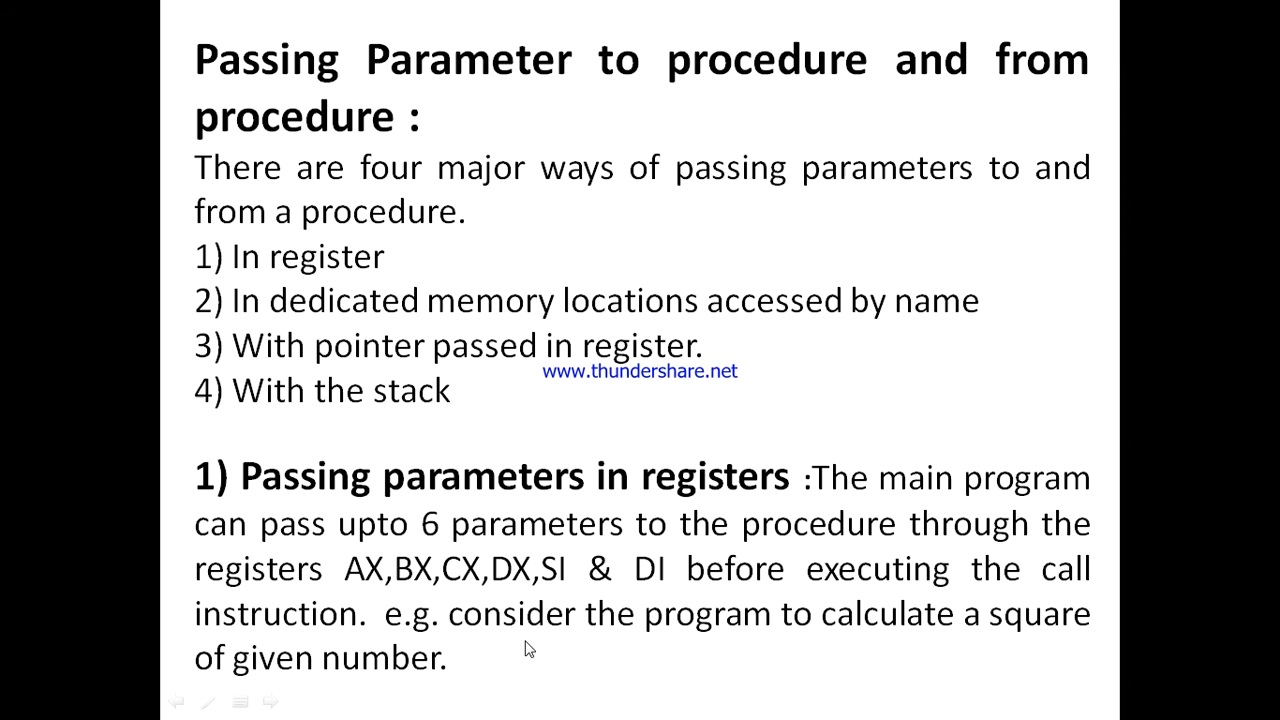 Passing Parameter to procedure and from
procedure :
There are four major ways of passing parameters to and
from a procedure.
1) In register
2) In dedicated memory locations accessed by name
3) With pointer passed in register.
www.thundershare.net
4) With the stack
1) Passing parameters in registers :The main program
can pass upto 6 parameters to the procedure through the
registers AX,BX,CX,DX,SI & DI before executing the call
instruction. e.g. consider the program to calculate a square
of given number.